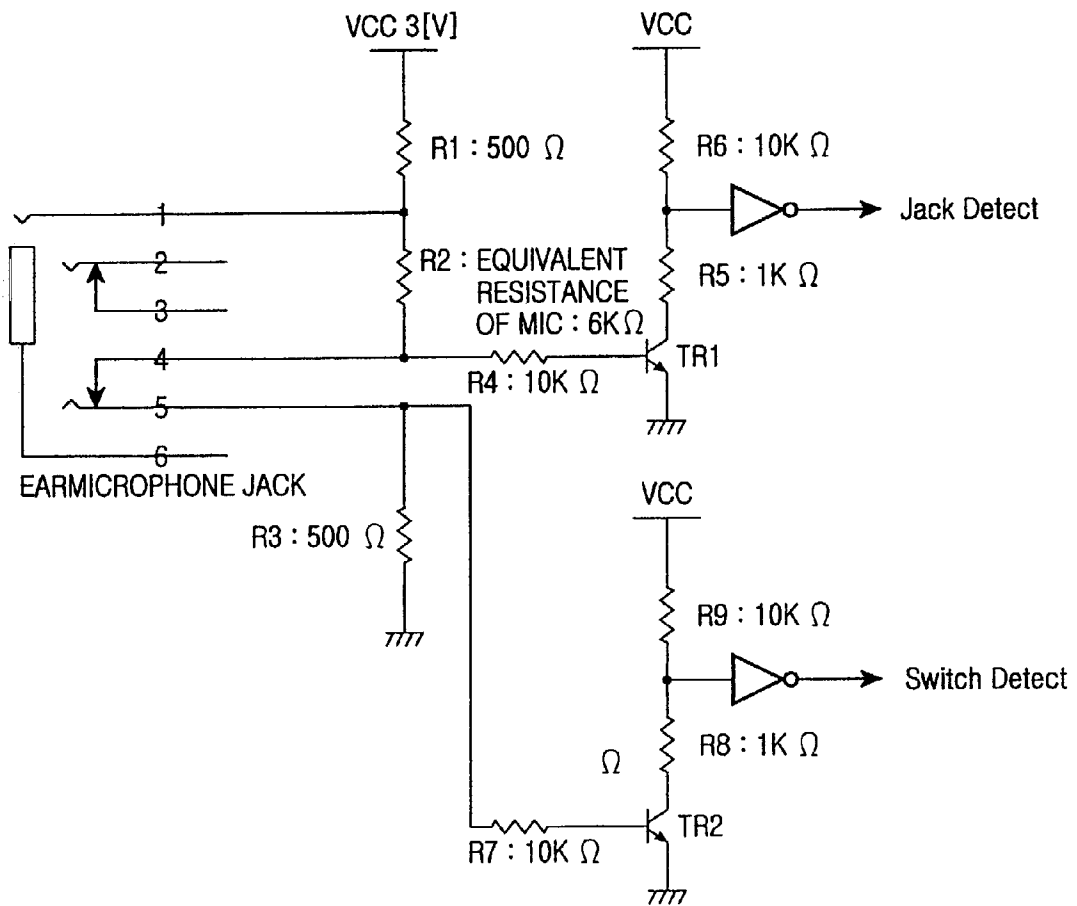 VCC 3[V]
VCC
R1 : 500 Ω
R6 : 10K Ω
1
Jack Detect
2
R2 : EQUIVALENT
RESISTANCE
OF MIC : 6KΩ
R5 : 1K Ω
3
4
R4 : 10K Ω
TR1
5
6
EARMICROPHONE JACK
VCC
R3 : 500 Ω
R9 : 10K Ω
Switch Detect
R8 : 1K Ω
Ω
TR2
R7 : 10K Ω